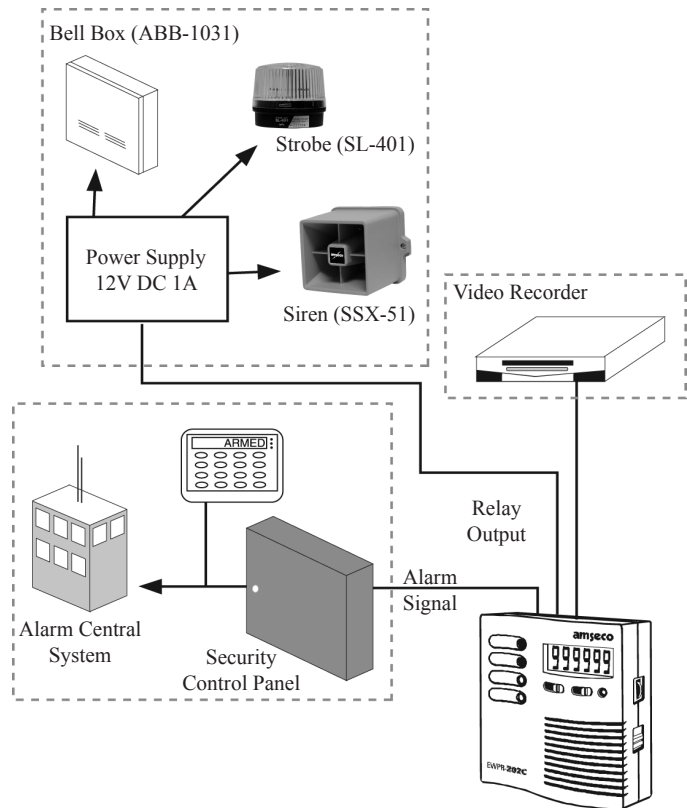 Bell Box (ABB-1031)
Strobe (SL-401)
Power Supply
12V DC 1A
Siren (SSX-51)
Video Recorder
ARMED
Relay
Output
Alarm
Signal
Alarm Central
System
Security
Control Panel
amseco
999999
EWPR-202C